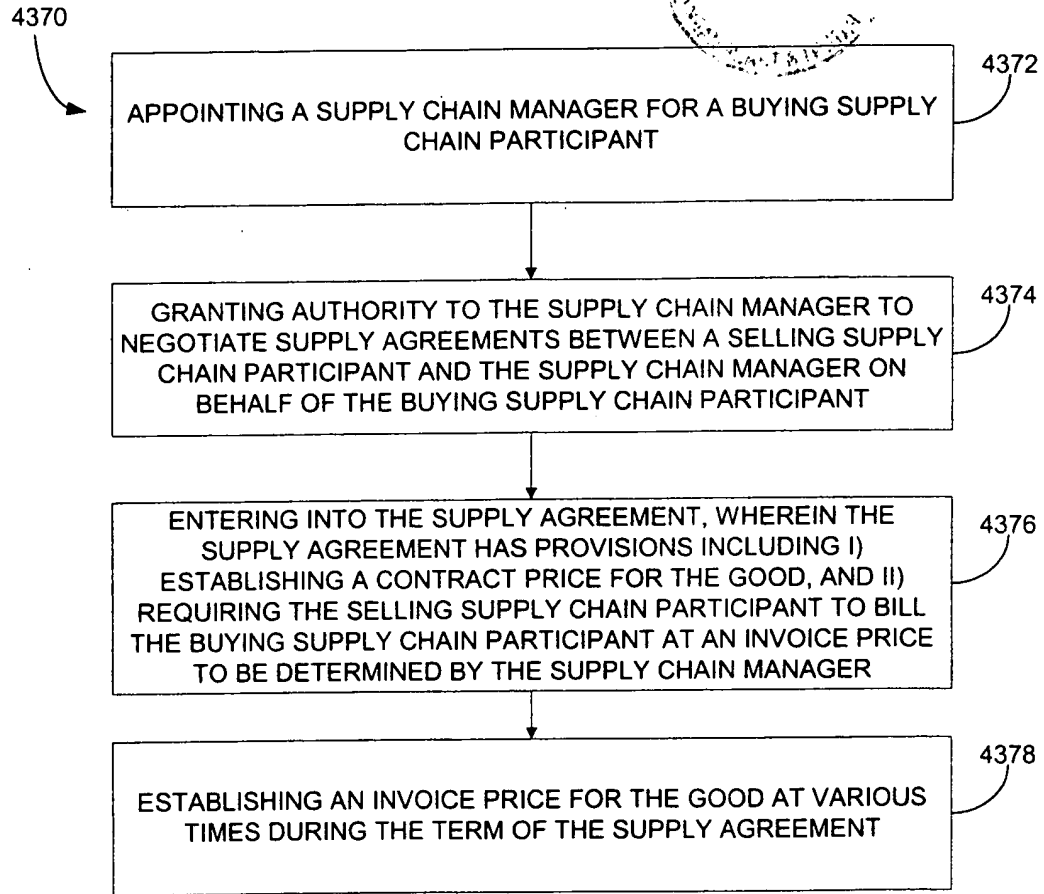 4370
4372
APPOINTING A SUPPLY CHAIN MANAGER FOR A BUYING SUPPLY
CHAIN PARTICIPANT
4374
GRANTING AUTHORITY TO THE SUPPLY CHAIN MANAGER TO
NEGOTIATE SUPPLY AGREEMENTS BETWEEN A SELLING SUPPLY
CHAIN PARTICIPANT AND THE SUPPLY CHAIN MANAGER ON
BEHALF OF THE BUYING SUPPLY CHAIN PARTICIPANT
4376
ENTERING INTO THE SUPPLY AGREEMENT, WHEREIN THE
SUPPLY AGREEMENT HAS PROVISIONS INCLUDING I)
ESTABLISHING A CONTRACT PRICE FOR THE GOOD, AND II)
REQUIRING THE SELLING SUPPLY CHAIN PARTICIPANT TO BILL
THE BUYING SUPPLY CHAIN PARTICIPANT AT AN INVOICE PRICE
TO BE DETERMINED BY THE SUPPLY CHAIN MANAGER
4378
ESTABLISHING AN INVOICE PRICE FOR THE GOOD AT VARIOUS
TIMES DURING THE TERM OF THE SUPPLY AGREEMENT